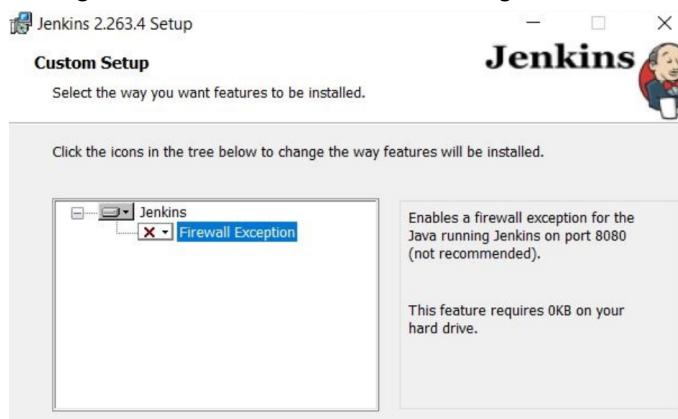 Jenkins 2.263.4 Setup
Jenkins
Custom Setup
Select the way you want features to be installed.
Click the icons in the tree below to change the way features will be installed.
Jenkins
Firewall Exception
Enables a firewall exception for the
Java running Jenkins on port 8080
(not recommended).
This feature requires 0KB on your
hard drive.